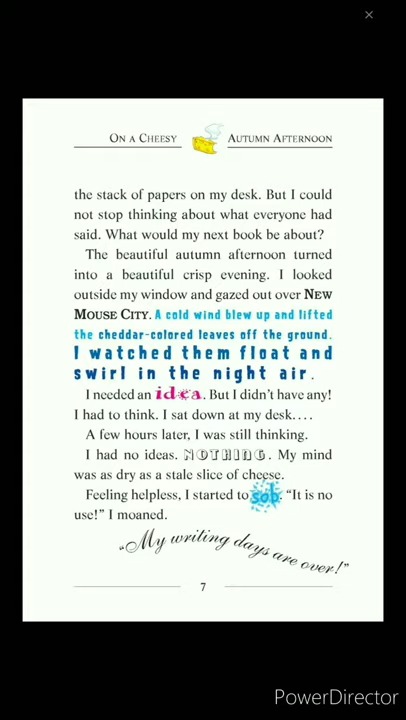 ON A CHEESY AUTUMN AFTERNOON
the stack of papers on my desk. But I could
not stop thinking about what everyone had
said. What would my next book be about?
The beautiful autumn afternoon turned
into a beautiful crisp evening. I looked
outside my window and gazed out over NEW
MOUSE CITY. A cold wind blew up and lifted
the cheddar-colored leaves off the ground.
I watched them float and
swirl in the night air.
I needed an idea. But I didn't have any!
I had to think. I sat down at my desk....
A few hours later, I was still thinking.
I had no ideas. NOTHING. My mind
was as dry as a stale slice of cheese.
Feeling helpless, I started to sob. "It is no
use!" I moaned.
"My writing days are over!"
7
PowerDirector